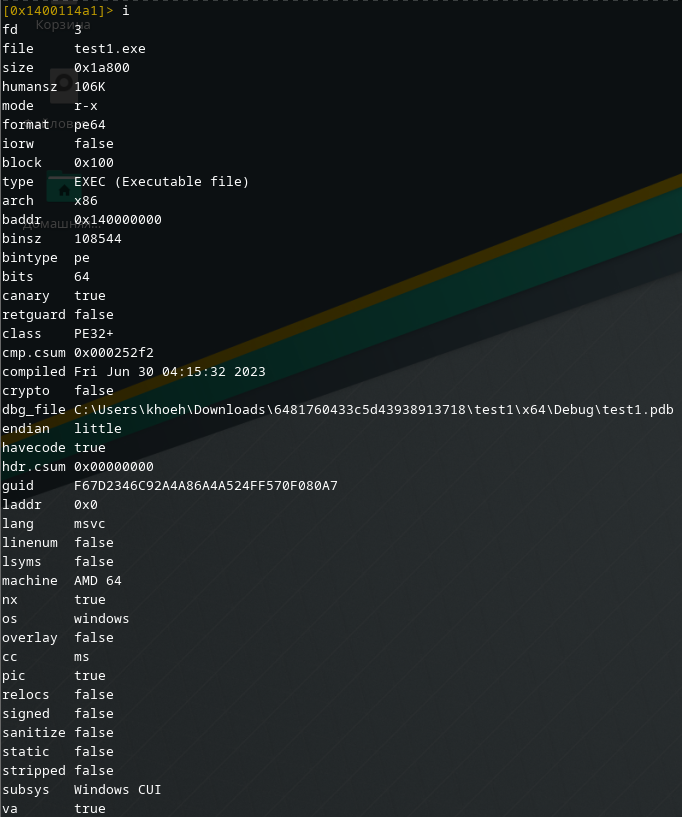 [0x1400114a1]> i
Корзина
fd 3
file test1.exe
size 0x1a800
humansz 106K
mode r-x
format pe64
iorw false
block 0x100
type EXEC (Executable file)
arch x86
baddr 0x140000000
Домашняя...
binsz 108544
bintype pe
bits 64
canary true
retguard false
class PE32+
cmp.csum 0x000252f2
compiled Fri Jun 30 04:15:32 2023
crypto false
dbg_file C:\Users\khoeh\Downloads\6481760433c5d43938913718\test1\x64\Debug\test1.pdb
endian little
havecode true
hdr.csum 0x00000000
guid F67D2346C92A4A86A4A524FF570F080A7
laddr 0x0
lang msvc
linenum false
lsyms false
machine AMD 64
nx true
os windows
overlay false
cc ms
pic true
relocs false
signed false
sanitize false
static false
stripped false
subsys Windows CUI
va true